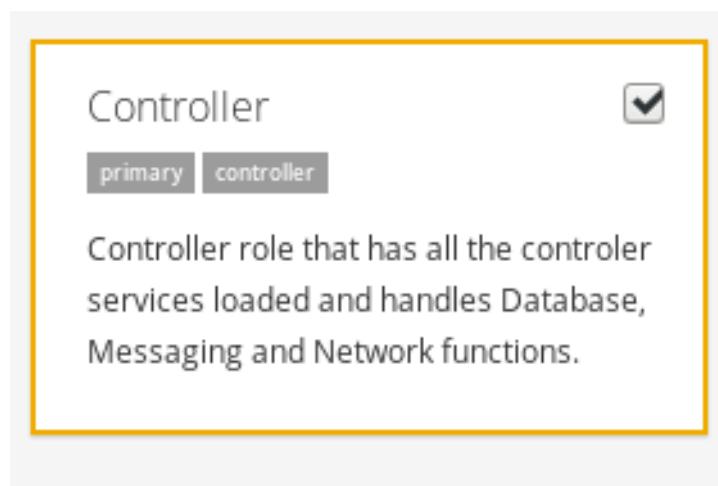 Controller
primary controller
Controller role that has all the controler
services loaded and handles Database,
Messaging and Network functions.